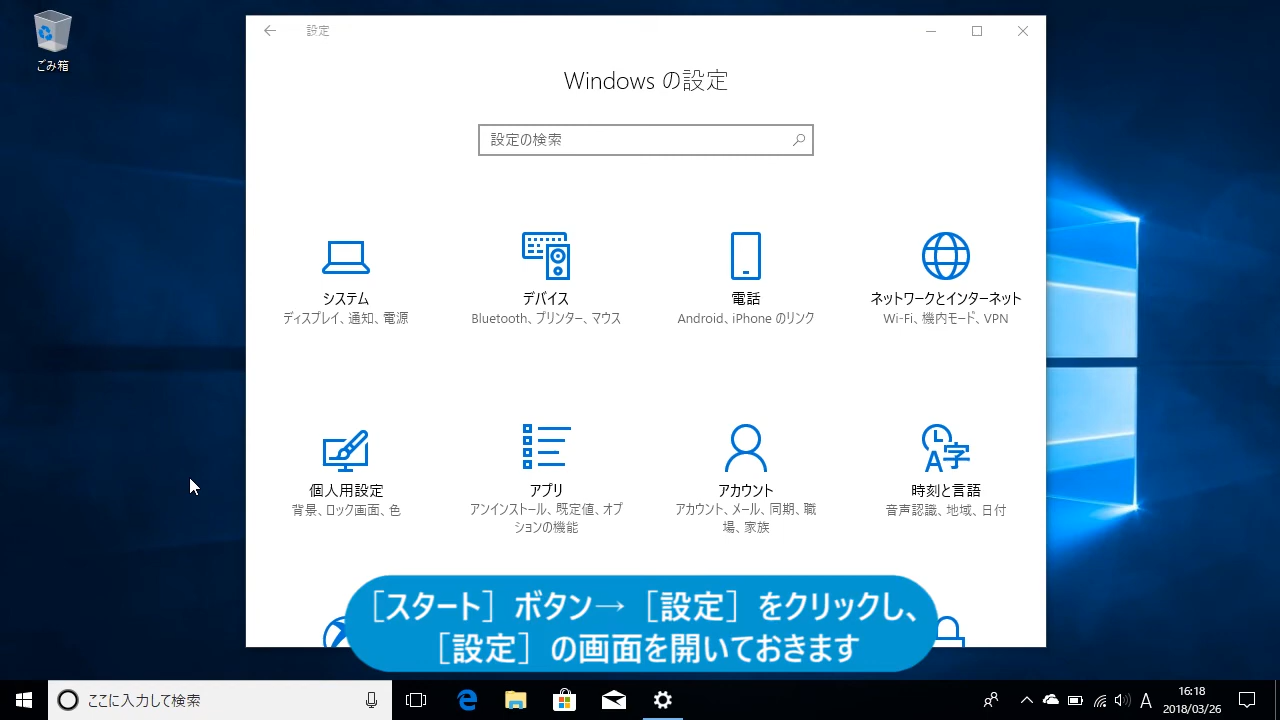 ごみ箱
設定
Windows の設定
設定の検索
システム
ディスプレイ、通知、電源
デバイス
Bluetooth、プリンター、マウス
電話
Android、iPhone のリンク
ネットワークとインターネット
Wi-Fi、機内モード、VPN
個人用設定
背景、ロック画面、色
アプリ
アンインストール、既定値、オプ
ションの機能
アカウント
アカウント、メール、同期、職
場、家族
時刻と言語
音声認識、地域、日付
［スタート］ボタン→［設定］をクリックし、
［設定］の画面を開いておきます
ここに入力して検索
A
16:18
2018/03/26